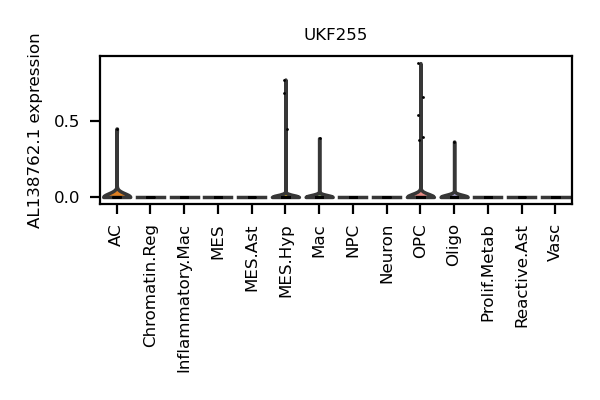 UKF255
AL138762.1 expression
0.5
0.0
AC
Chromatin.Reg
Inflammatory.Mac
MES
MES.Ast
MES.Hyp
Mac
NPC
Neuron
OPC
Oligo
Prolif.Metab
Reactive.Ast
Vasc